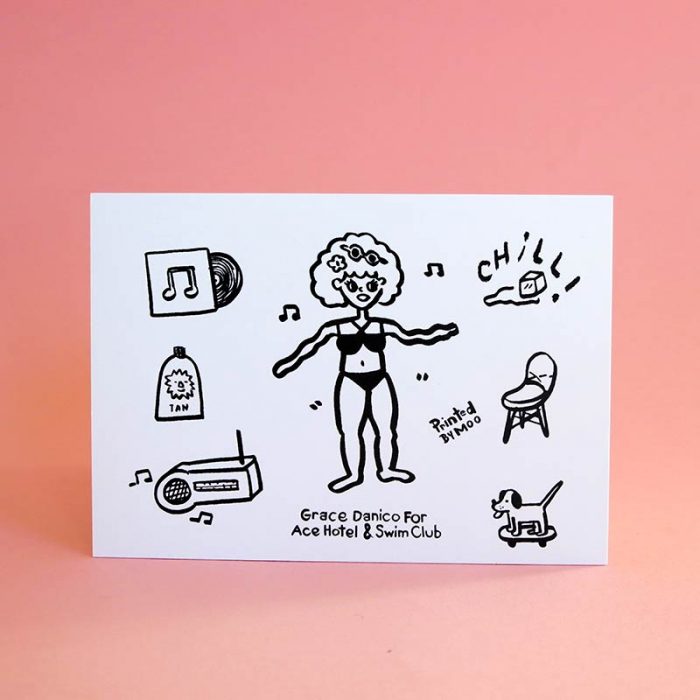 CHiLL!
TAN
Printed
BY MOO
Grace Danico For
Ace Hotel & Swim Club